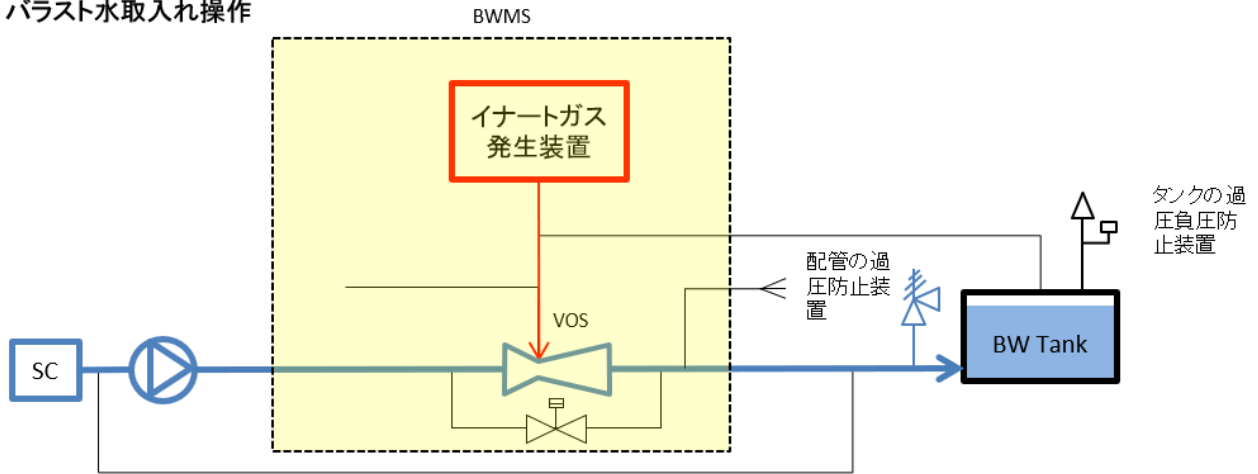 バラスト水取入れ操作
BWMS
イナートガス
発生装置
タンクの過
圧負圧防
止装置
配管の過
圧防止装
置
VOS
SC
BW Tank